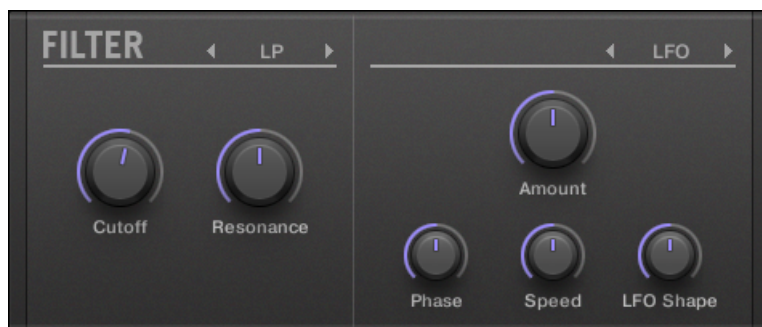 FILTER LP LFO
Amount
Cutoff Resonance
Phase Speed LFO Shape